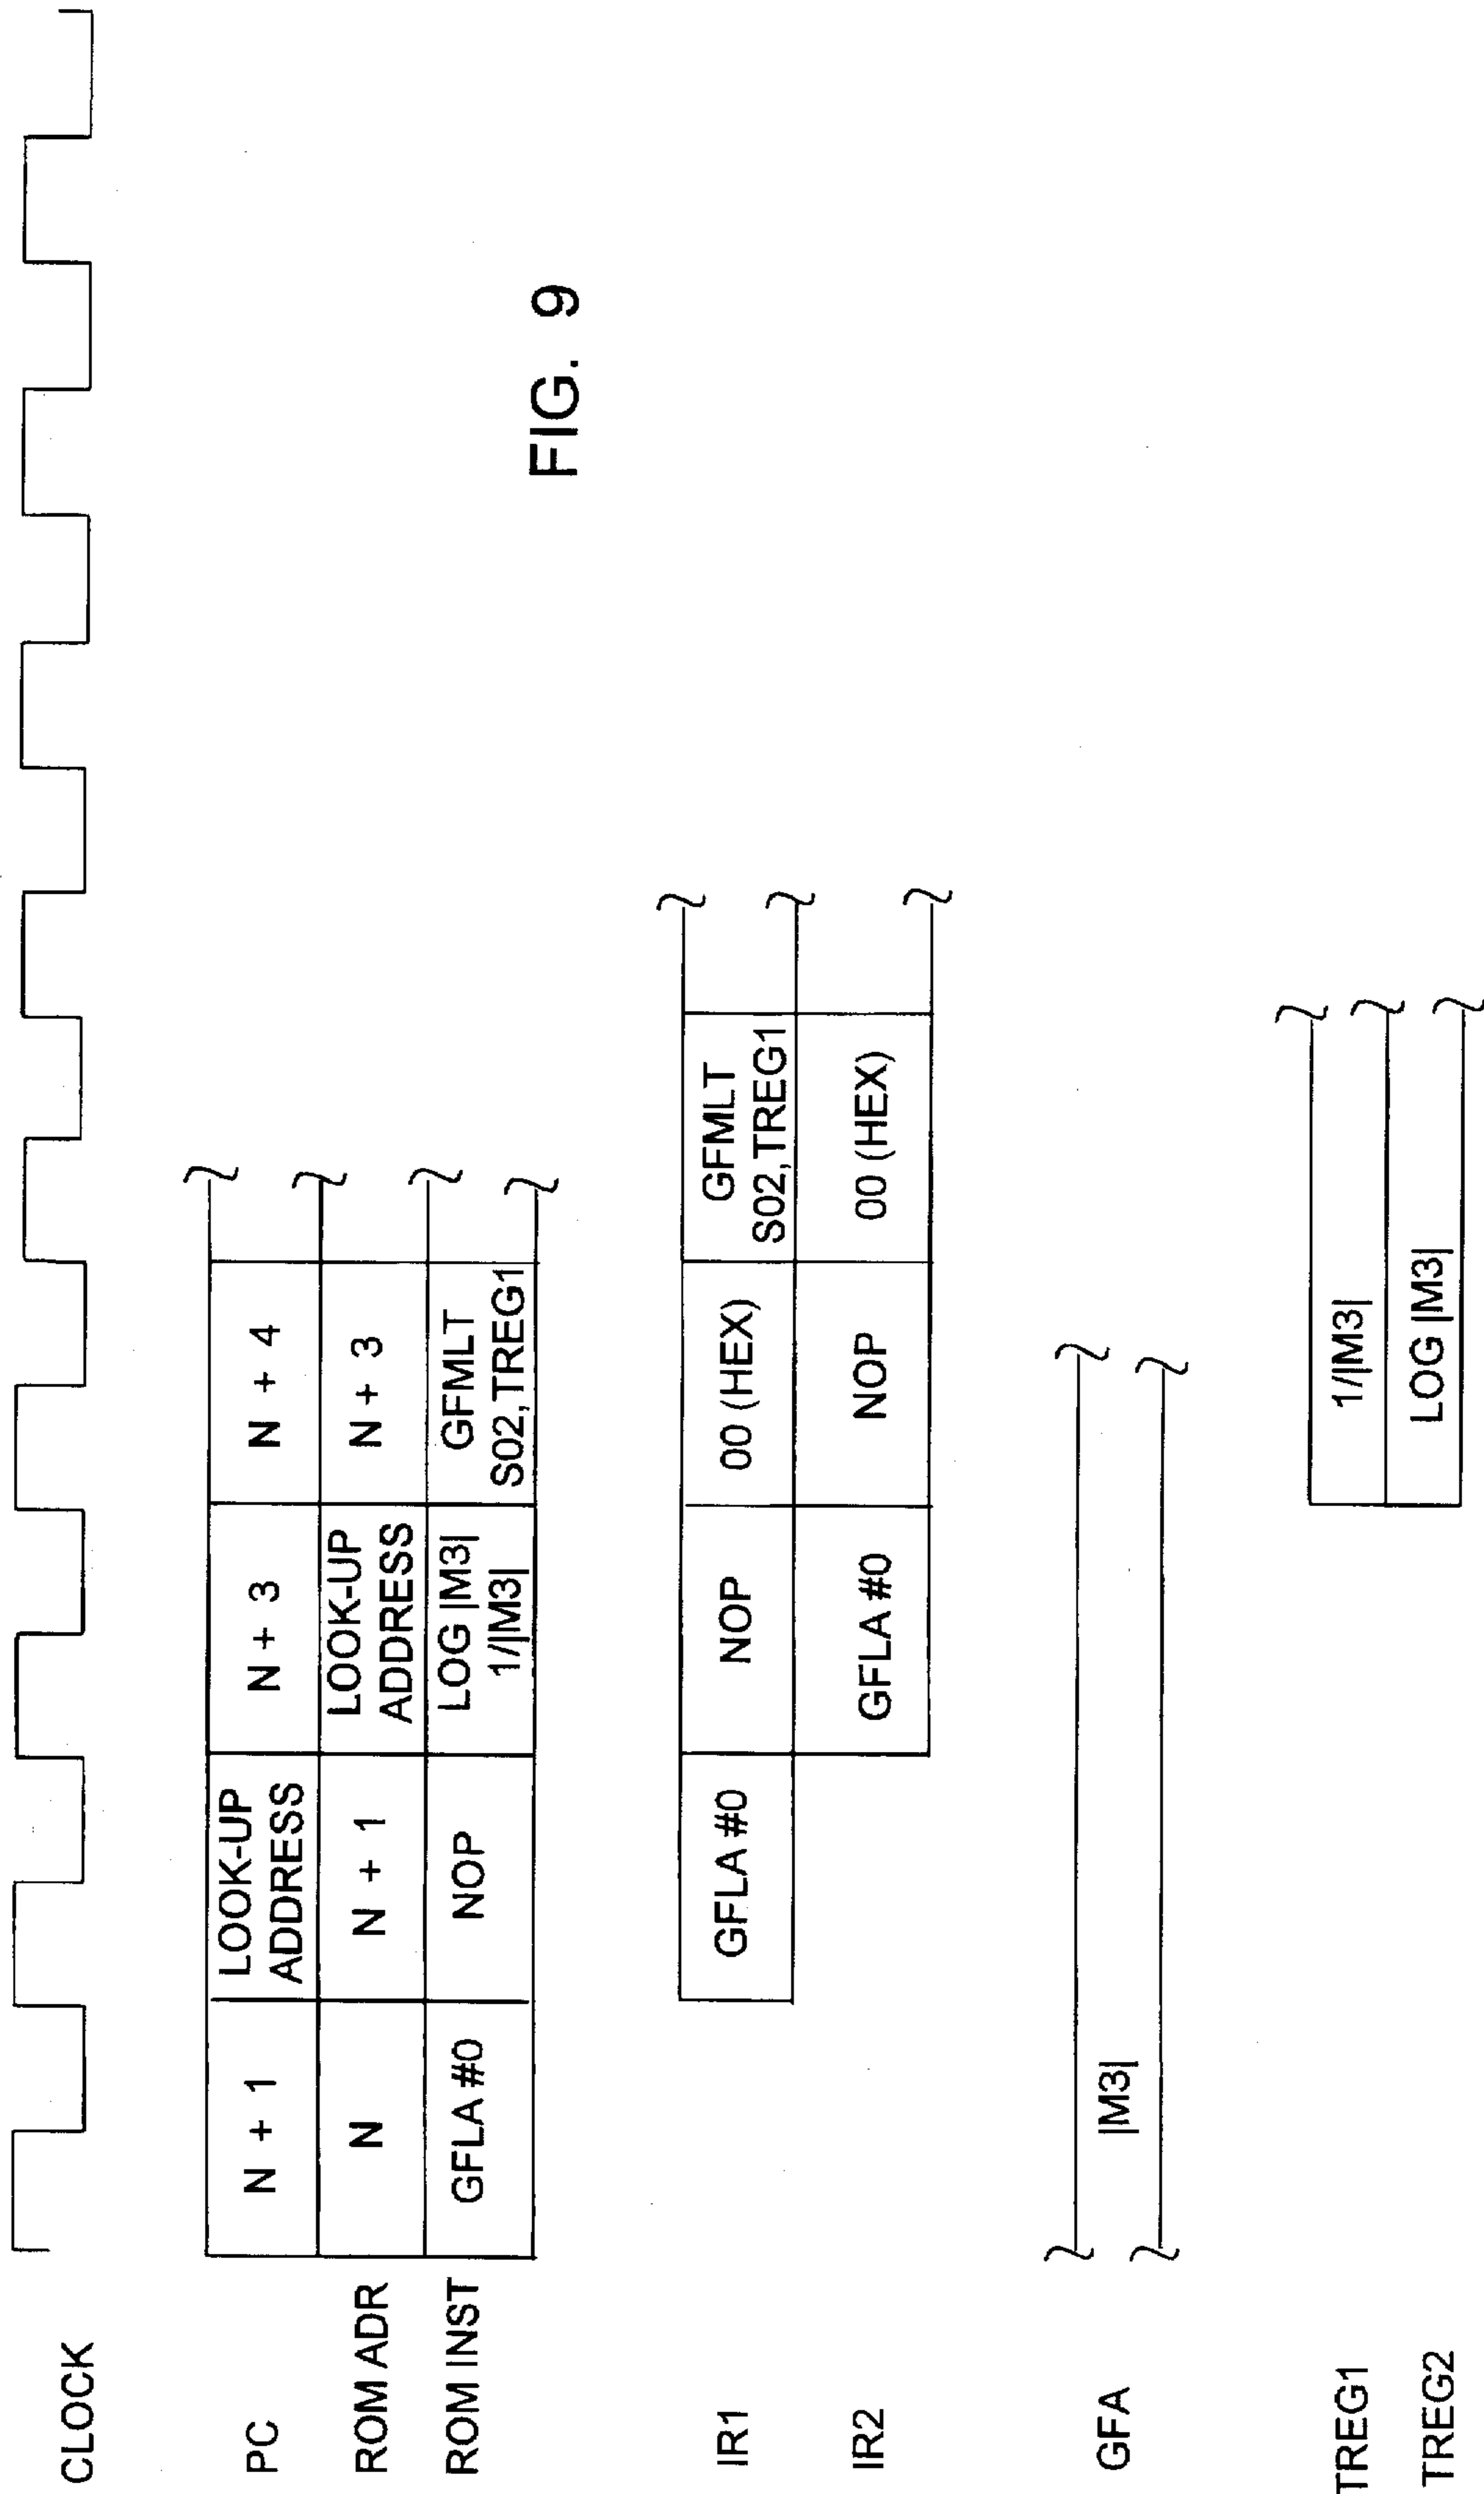 CLOCK
PC
N + 1
LOOK-UP
ADDRESS
N + 3
N + 4
ROM ADR
N
N + 1
LOOK-UP
ADDRESS
N + 3
ROM INST
GFLA #0
NOP
LOG |M3|
1/|M3|
GFMLT
S02,TREG1
FIG. 9
IR1
GFLA #0
NOP
00 (HEX)
GFMLT
S02,TREG1
IR2
GFLA #0
NOP
00 (HEX)
GFA
|M3|
TREG1
1/|M3|
TREG2
LOG |M3|